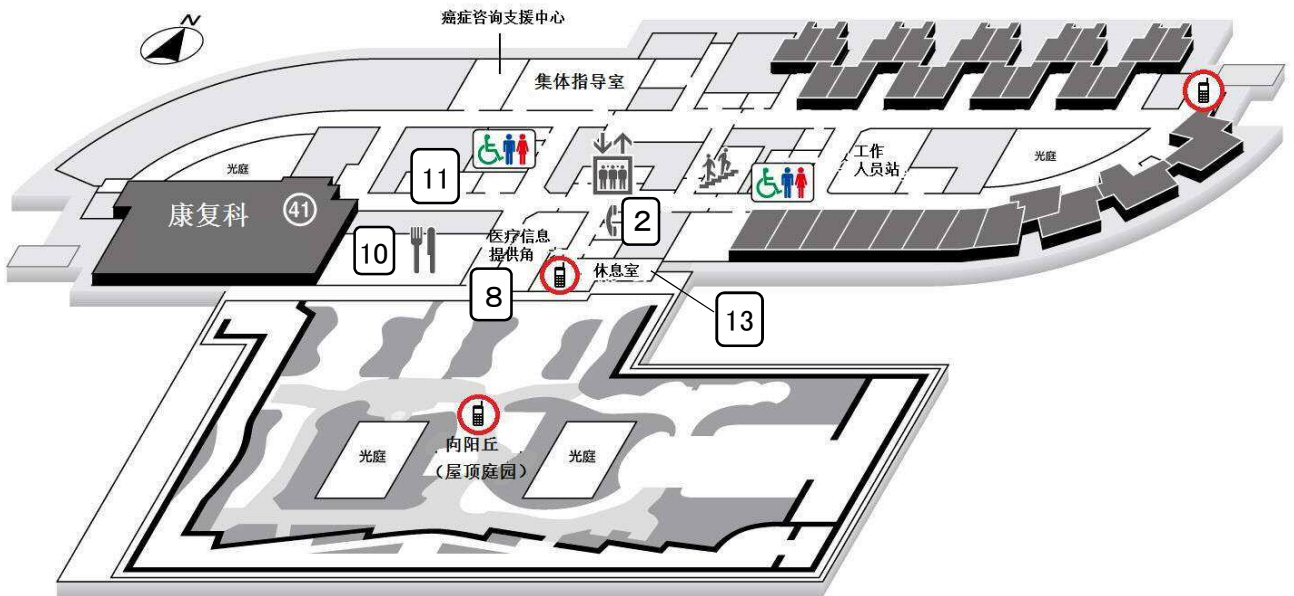 N
癌症咨询支援中心
集体指导室
光庭
11
工作
人员站
光庭
康复科
41
2
10
医疗信息
提供角
休息室
8
13
向阳丘
(屋顶庭园)
光庭
光庭